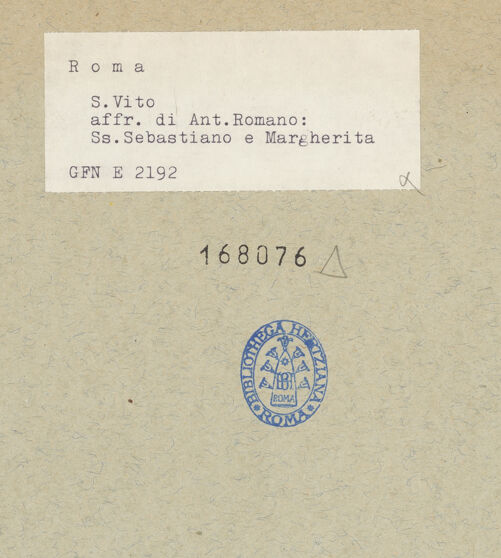 Roma
S.Vito
affr. di Ant.Romano:
Ss.Sebastiano e Margherita
GFN E 2192
168076
BIBLIOTHECA HERTZIANA
ROMA
ROMA